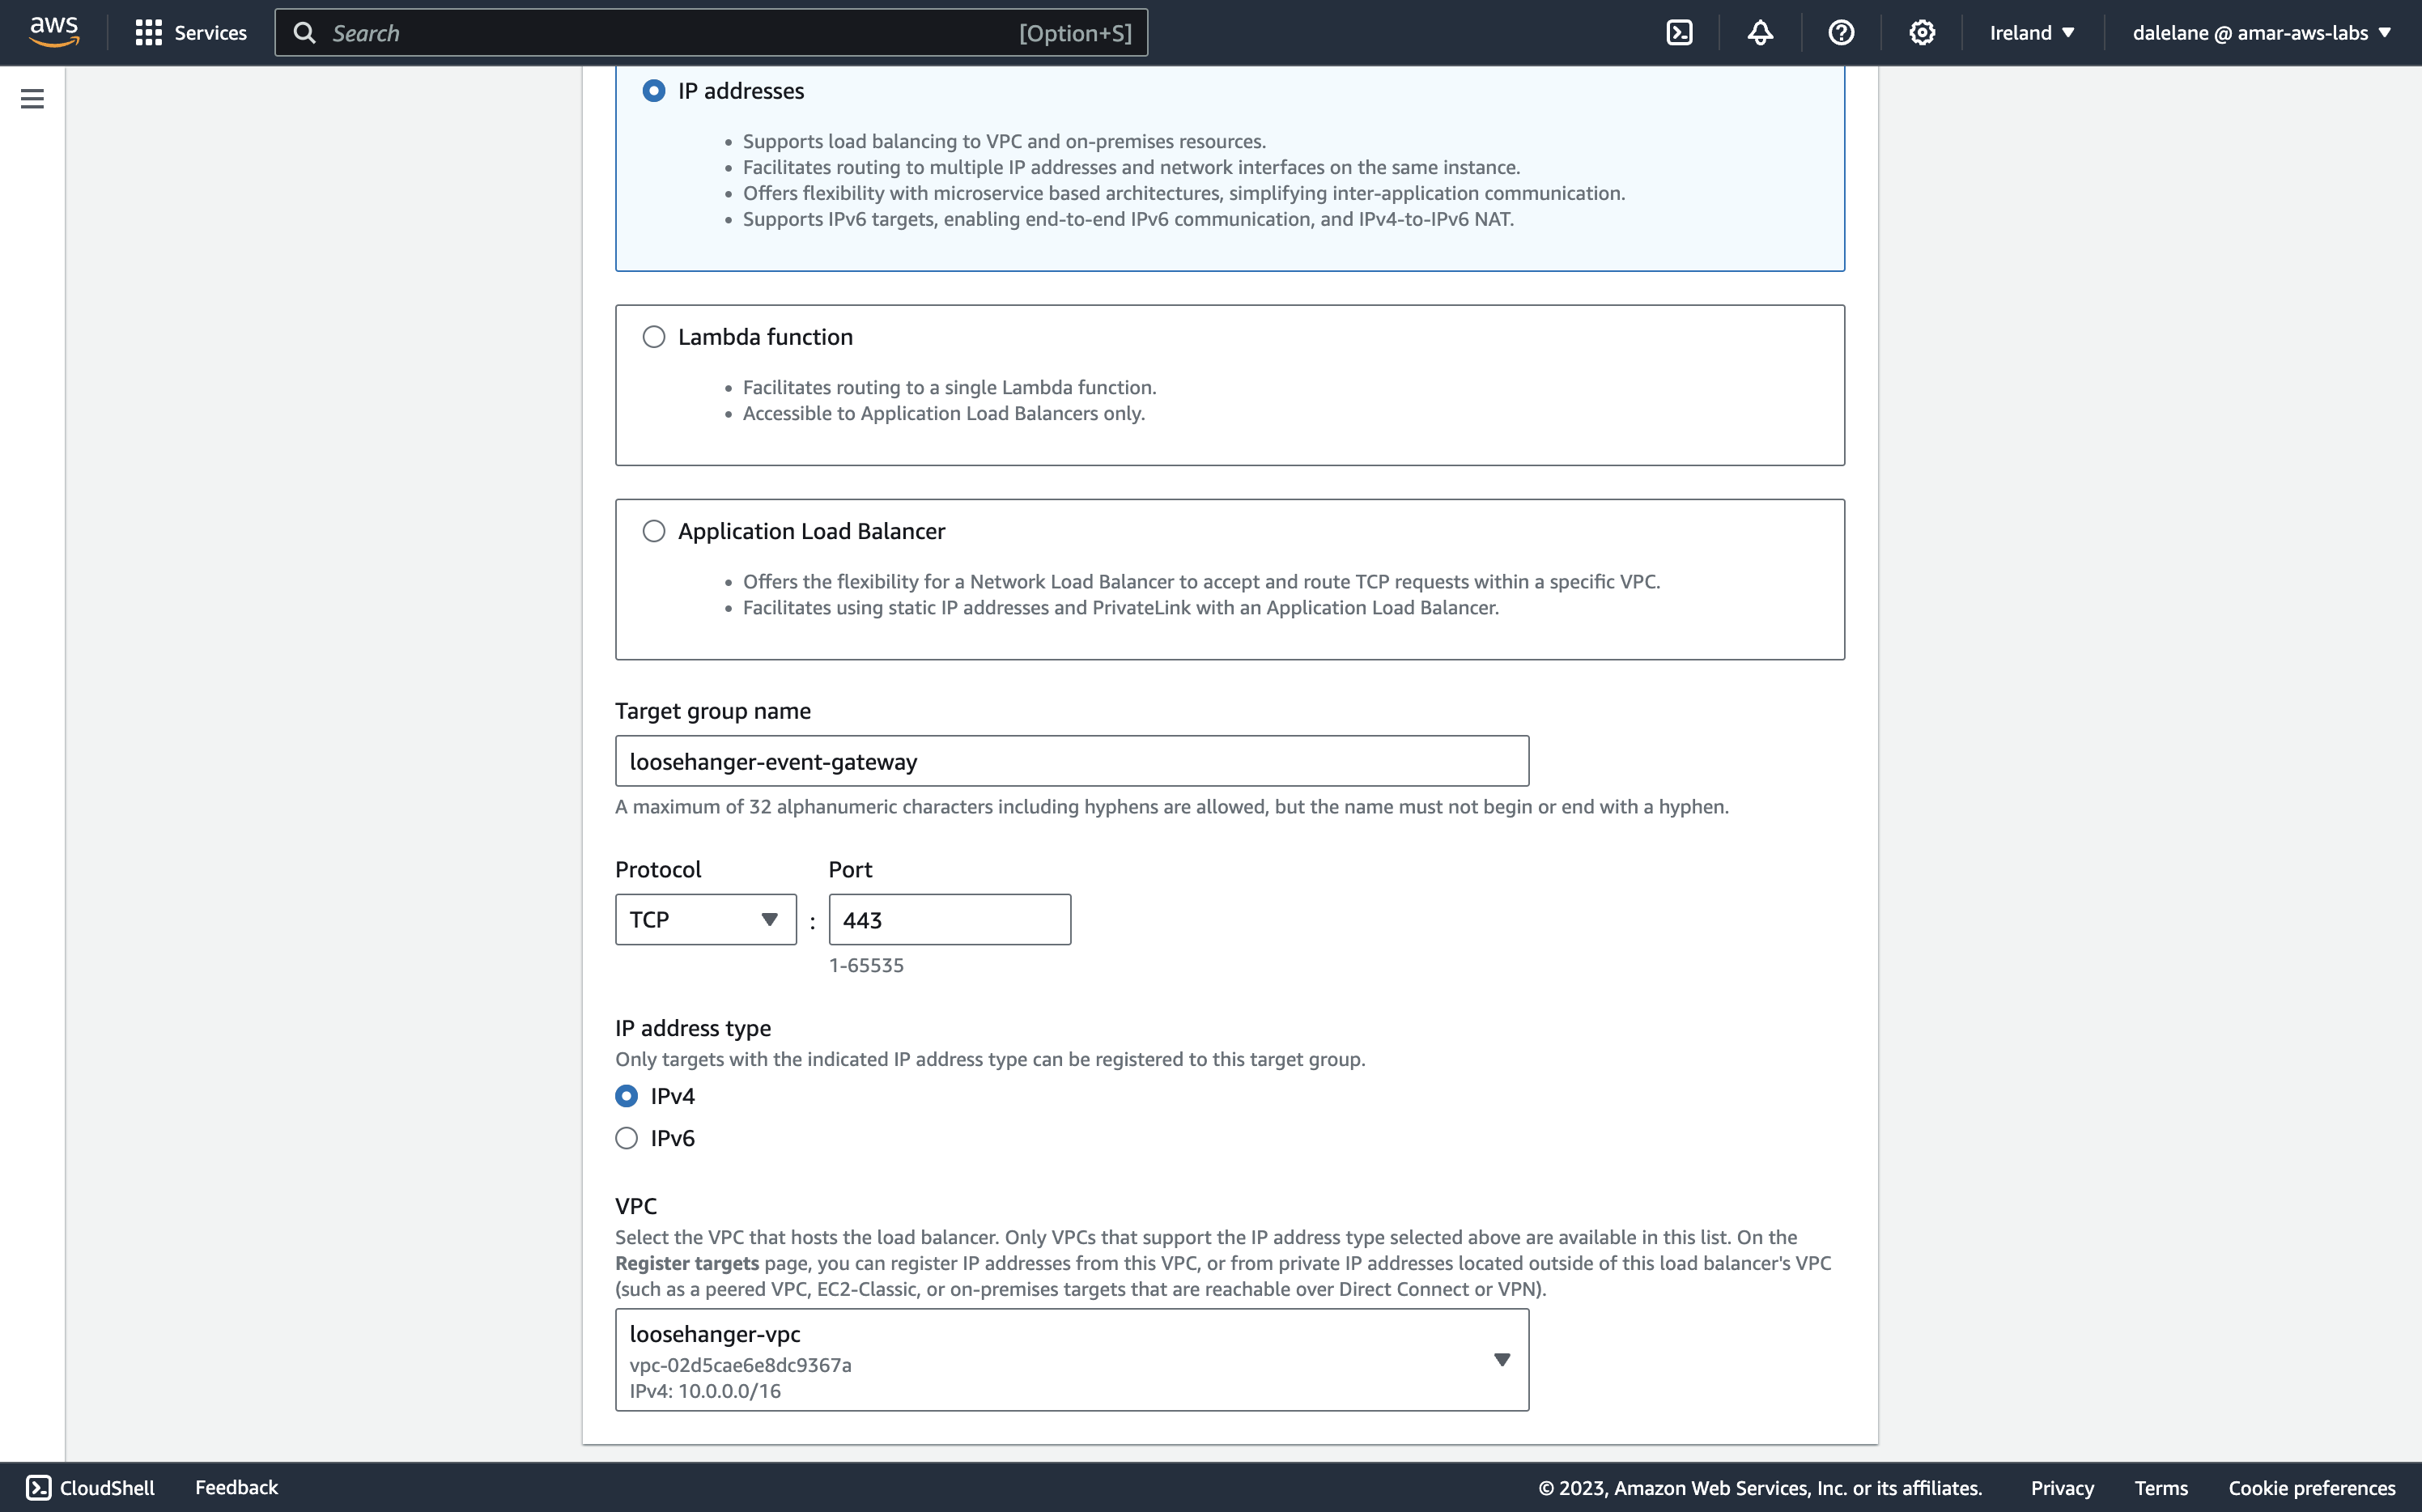 aws
Services
Search
[Option+S]
Ireland
dalelane @ amar-aws-labs
IP addresses
Supports load balancing to VPC and on-premises resources.
Facilitates routing to multiple IP addresses and network interfaces on the same instance.
Offers flexibility with microservice based architectures, simplifying inter-application communication.
Supports IPv6 targets, enabling end-to-end IPv6 communication, and IPv4-to-IPv6 NAT.
Lambda function
Facilitates routing to a single Lambda function.
Accessible to Application Load Balancers only.
Application Load Balancer
Offers the flexibility for a Network Load Balancer to accept and route TCP requests within a specific VPC.
Facilitates using static IP addresses and PrivateLink with an Application Load Balancer.
Target group name
loosehanger-event-gateway
A maximum of 32 alphanumeric characters including hyphens are allowed, but the name must not begin or end with a hyphen.
Protocol Port
TCP : 443
1-65535
IP address type
Only targets with the indicated IP address type can be registered to this target group.
IPv4
IPv6
VPC
Select the VPC that hosts the load balancer. Only VPCs that support the IP address type selected above are available in this list. On the
Register targets page, you can register IP addresses from this VPC, or from private IP addresses located outside of this load balancer's VPC
(such as a peered VPC, EC2-Classic, or on-premises targets that are reachable over Direct Connect or VPN).
loosehanger-vpc
vpc-02d5cae6e8dc9367a
IPv4: 10.0.0.0/16
CloudShell
Feedback
© 2023, Amazon Web Services, Inc. or its affiliates.
Privacy
Terms
Cookie preferences